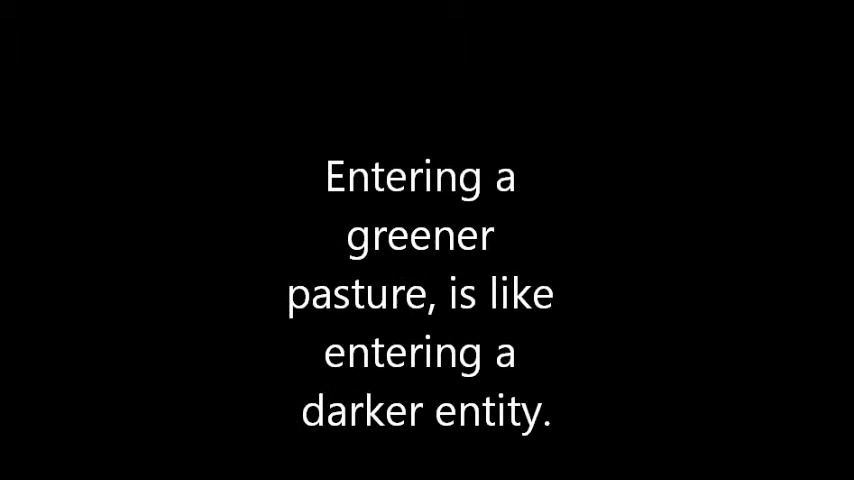 Entering a
greener
pasture, is like
entering a
darker entity.